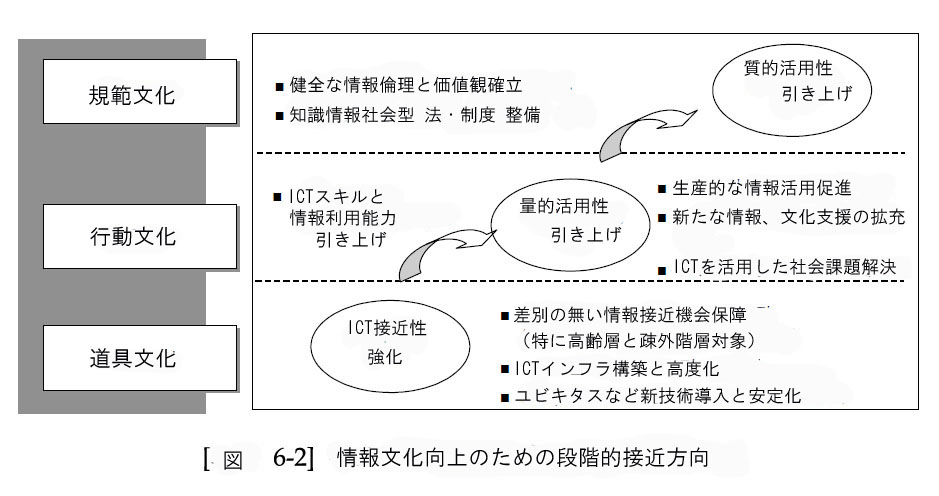 規範文化
■ 健全な情報倫理と価値観確立
■ 知識情報社会型 法・制度 整備
質的活用性
引き上げ
行動文化
■ ICTスキルと
情報利用能力
引き上げ
量的活用性
引き上げ
■ 生産的な情報活用促進
■ 新たな情報、文化支援の拡充
■ ICTを活用した社会課題解決
道具文化
ICT接近性
強化
■ 差別の無い情報接近機会保障
（特に高齢層と疎外階層対象）
■ ICTインフラ構築と高度化
■ ユビキタスなど新技術導入と安定化
[図 6-2] 情報文化向上のための段階的接近方向